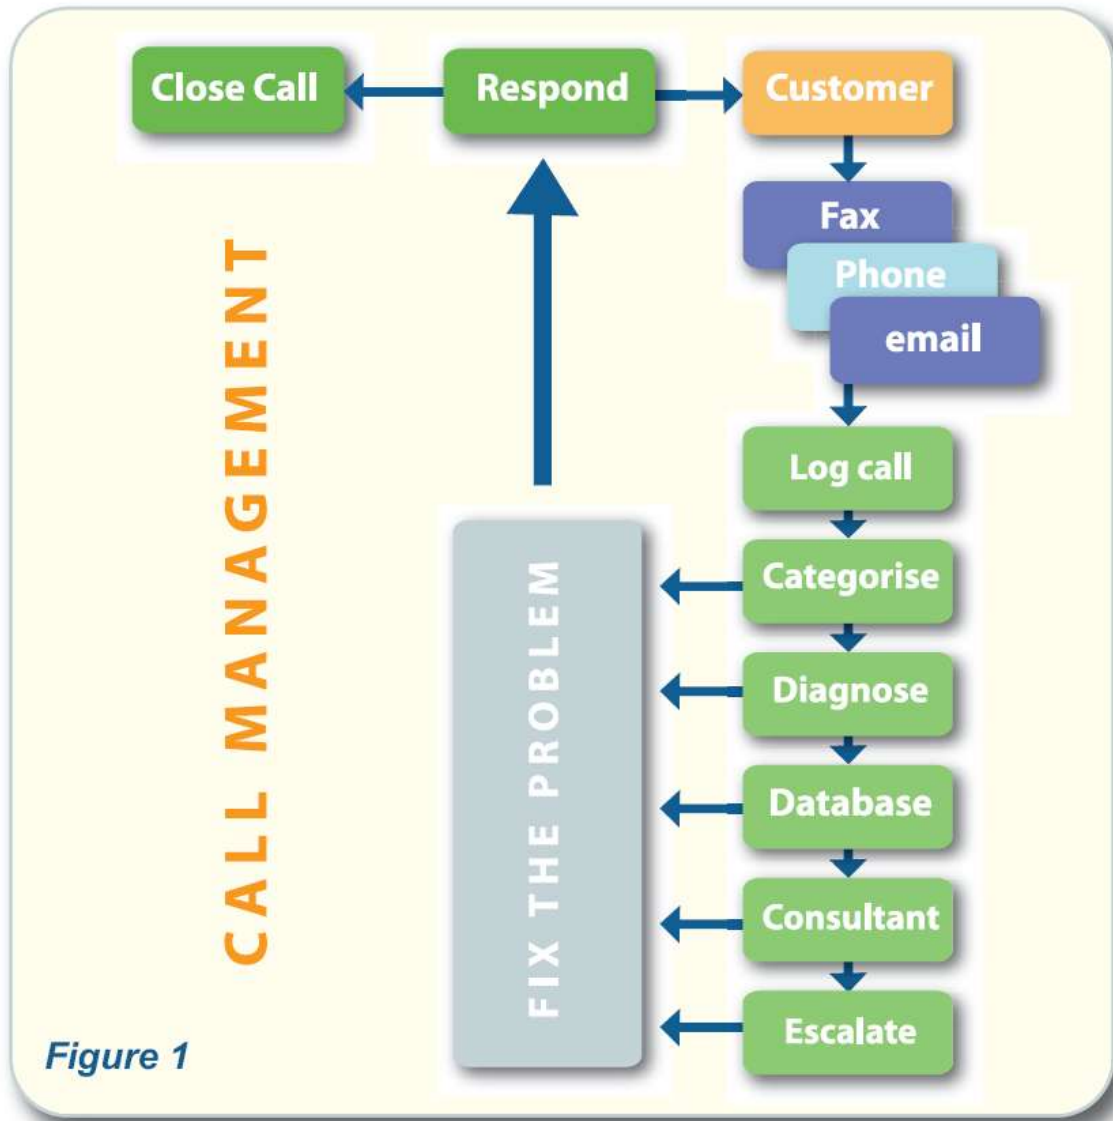 Close Call
Respond
Customer
Fax
Phone
email
Log call
Categorise
Diagnose
Database
Consultant
Escalate
FIX THE PROBLEM
CALL MANAGEMENT
Figure 1